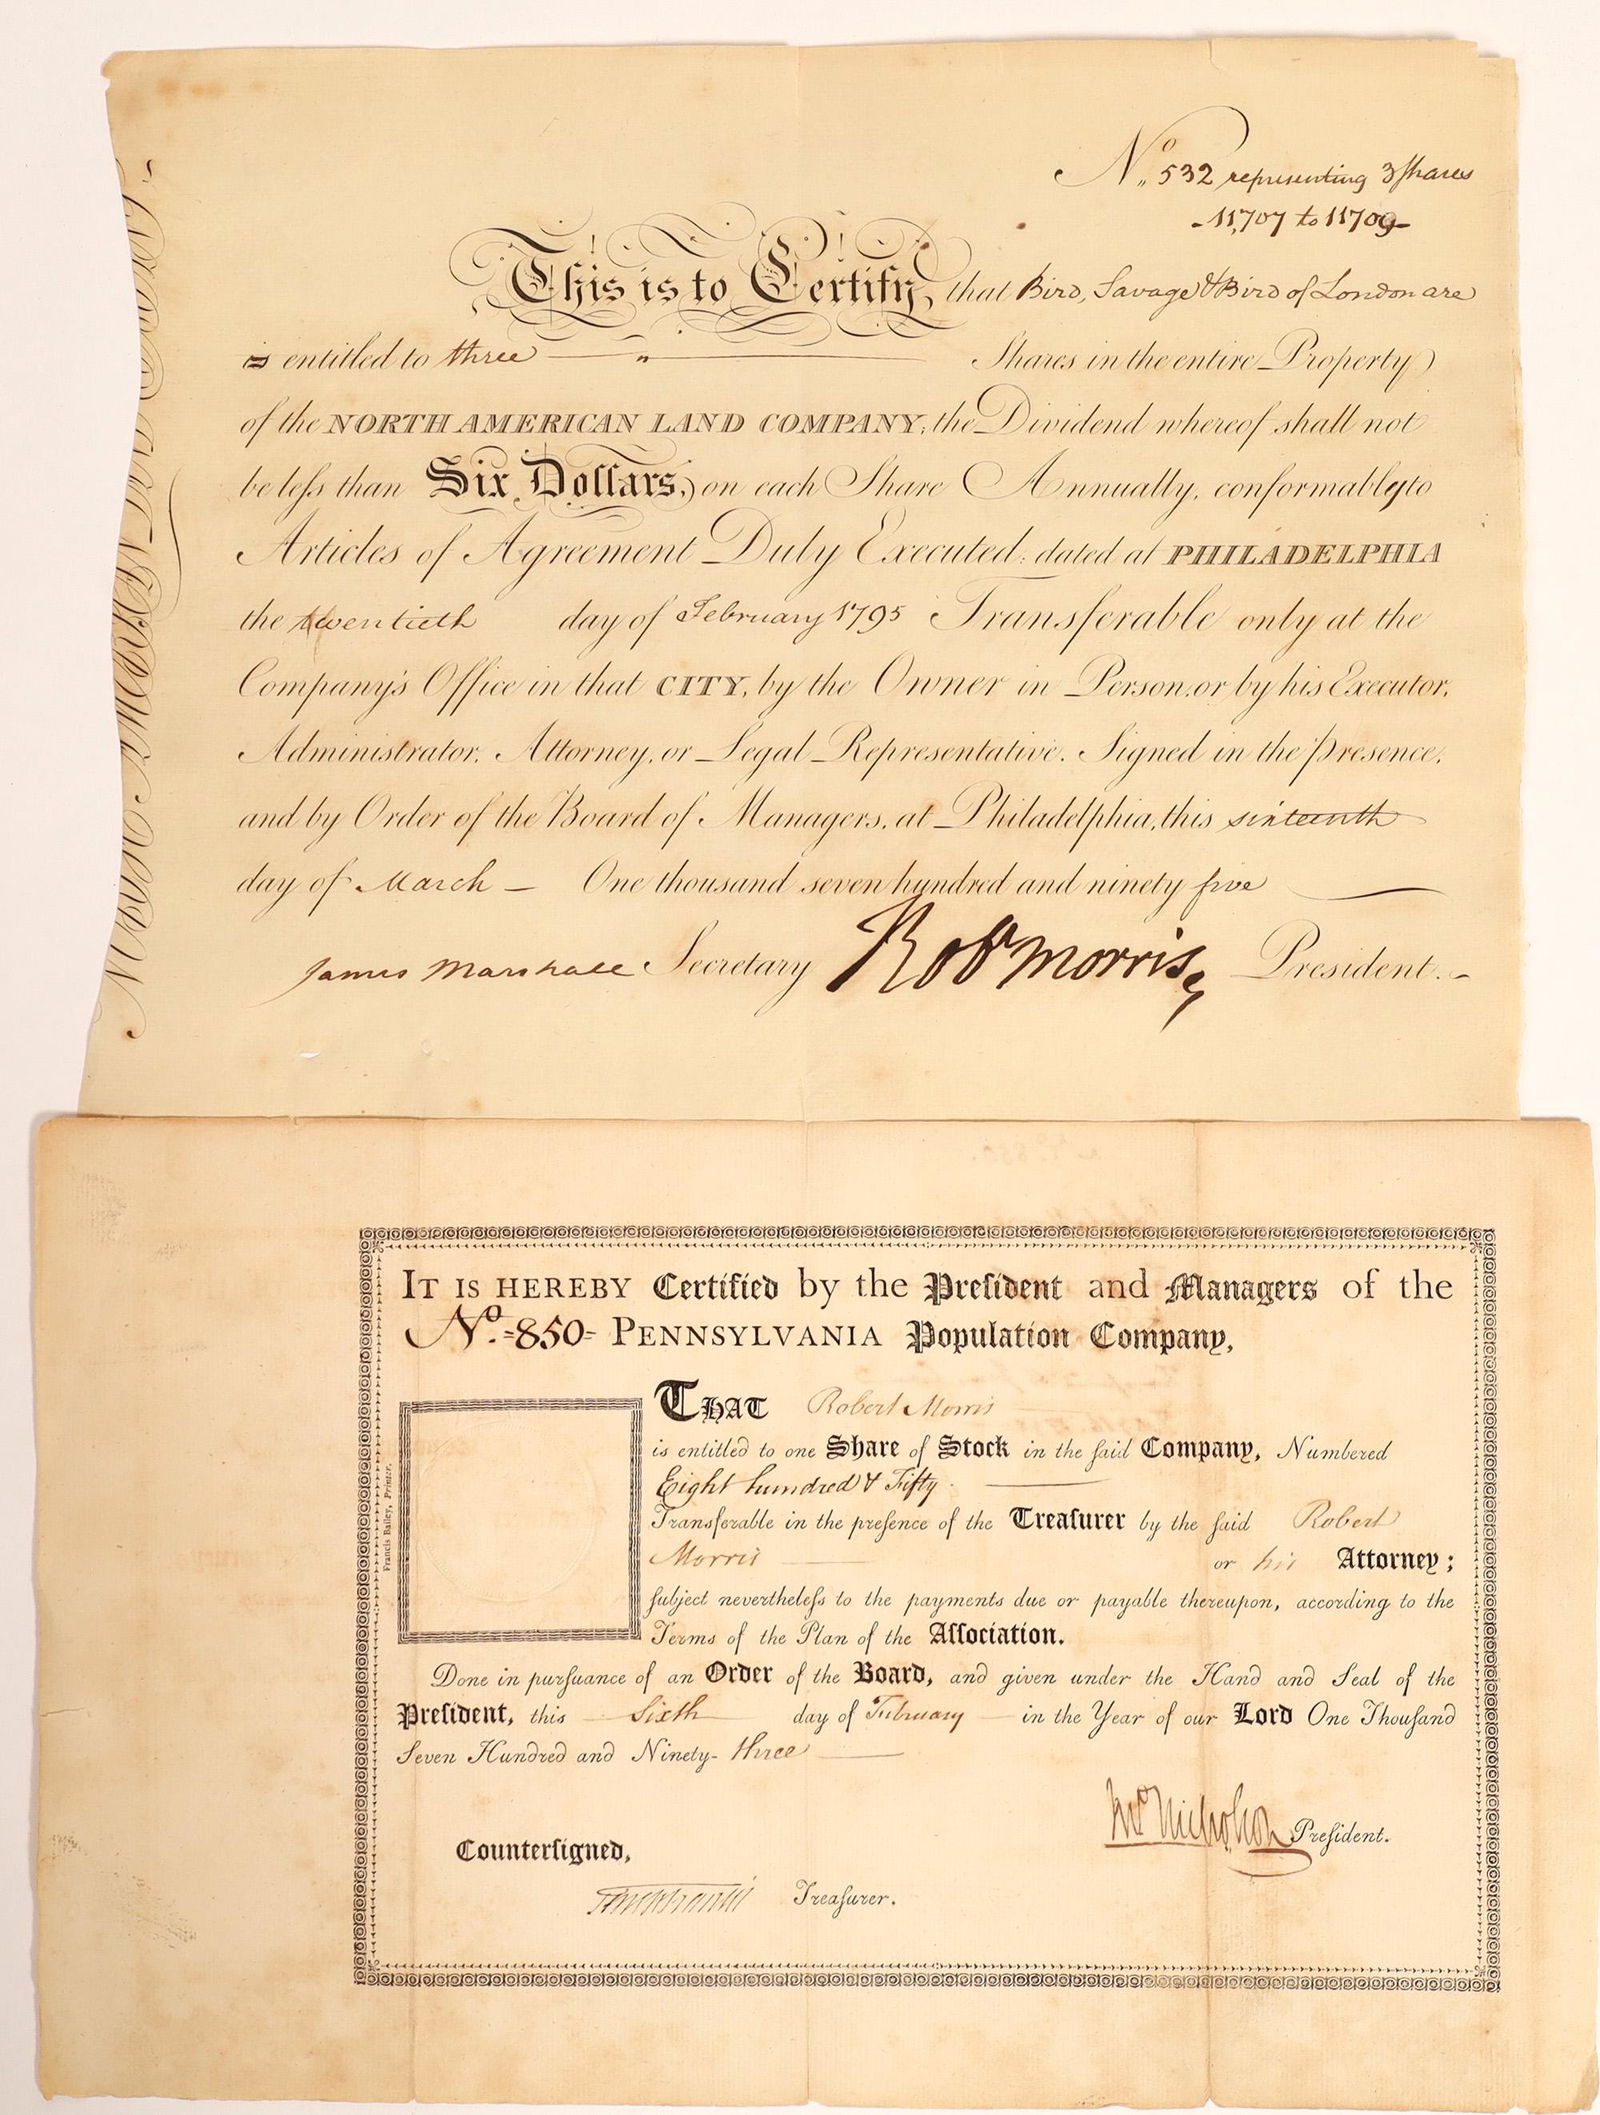 No. 532 representing 3 Shares
11,707 to 11709
This is to Certify, that Bird, Savage & Bird of London are
is entitled to three Shares in the entire Property
of the NORTH AMERICAN LAND COMPANY; the Dividend whereof shall not
be leſs than Six Dollars, on each Share Annually, conformably to
Articles of Agreement Duly Executed; dated at PHILADELPHIA
the twentieth day of February 1795 Transferable only at the
Company's Office in that CITY, by the Owner in Person, or by his Executor,
Administrator, Attorney, or Legal Representative. Signed in the presence,
and by Order of the Board of Managers, at Philadelphia, this sixteenth
day of March One thousand seven hundred and ninety five
James Marshall Secretary Robt Morris President.
IT IS HEREBY Certified by the Preſident and Managers of the
No. 850 PENNSYLVANIA Population Company,
THAT Robert Morris
is entitled to one Share of Stock in the ſaid Company, Numbered
Eight hundred & Fifty
Transferable in the preſence of the Treaſurer by the ſaid Robert
Morris or his Attorney;
ſubject nevertheleſs to the payments due or payable thereupon, according to the
Terms of the Plan of the Aſſociation.
Done in purſuance of an Order of the Board, and given under the Hand and Seal of the
Preſident, this Sixth day of February in the Year of our Lord One Thouſand
Seven Hundred and Ninety- three
Jno Nicholson Preſident.
Counterſigned,
Treaſurer.
Francis Bailey, Printer.